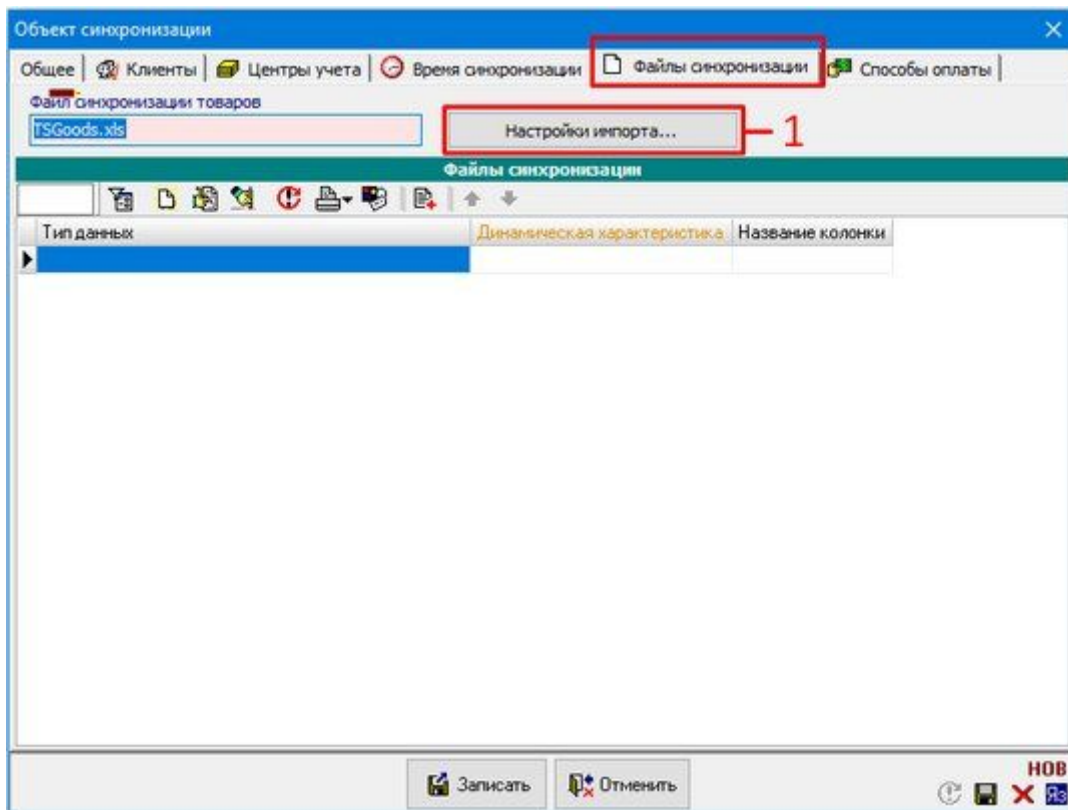 Объект синхронизации
Общее Клиенты Центры учета Время синхронизации Файлы синхронизации Способы оплаты
Файл синхронизации товаров
TSGoods.xls Настройки импорта... 1
Файлы синхронизации
Тип данных Динамическая характеристика Название колонки
Записать Отменить
НОВ
Яз